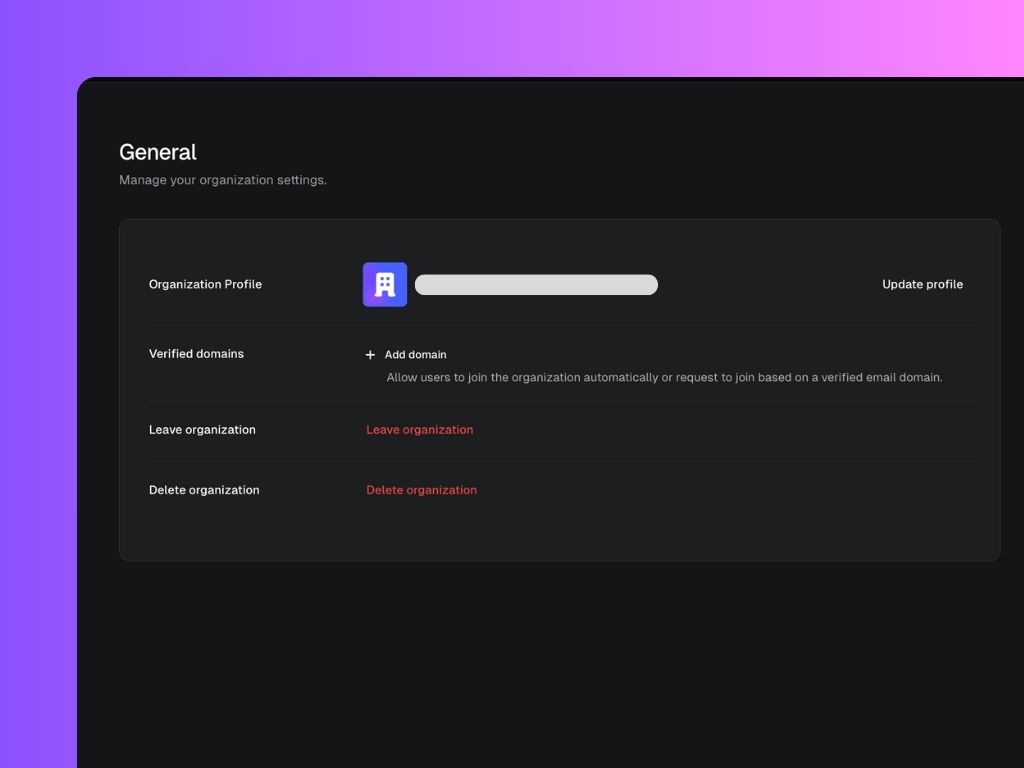 General
Manage your organization settings.
Organization Profile
Update profile
Verified domains
Add domain
Allow users to join the organization automatically or request to join based on a verified email domain.
Leave organization
Leave organization
Delete organization
Delete organization